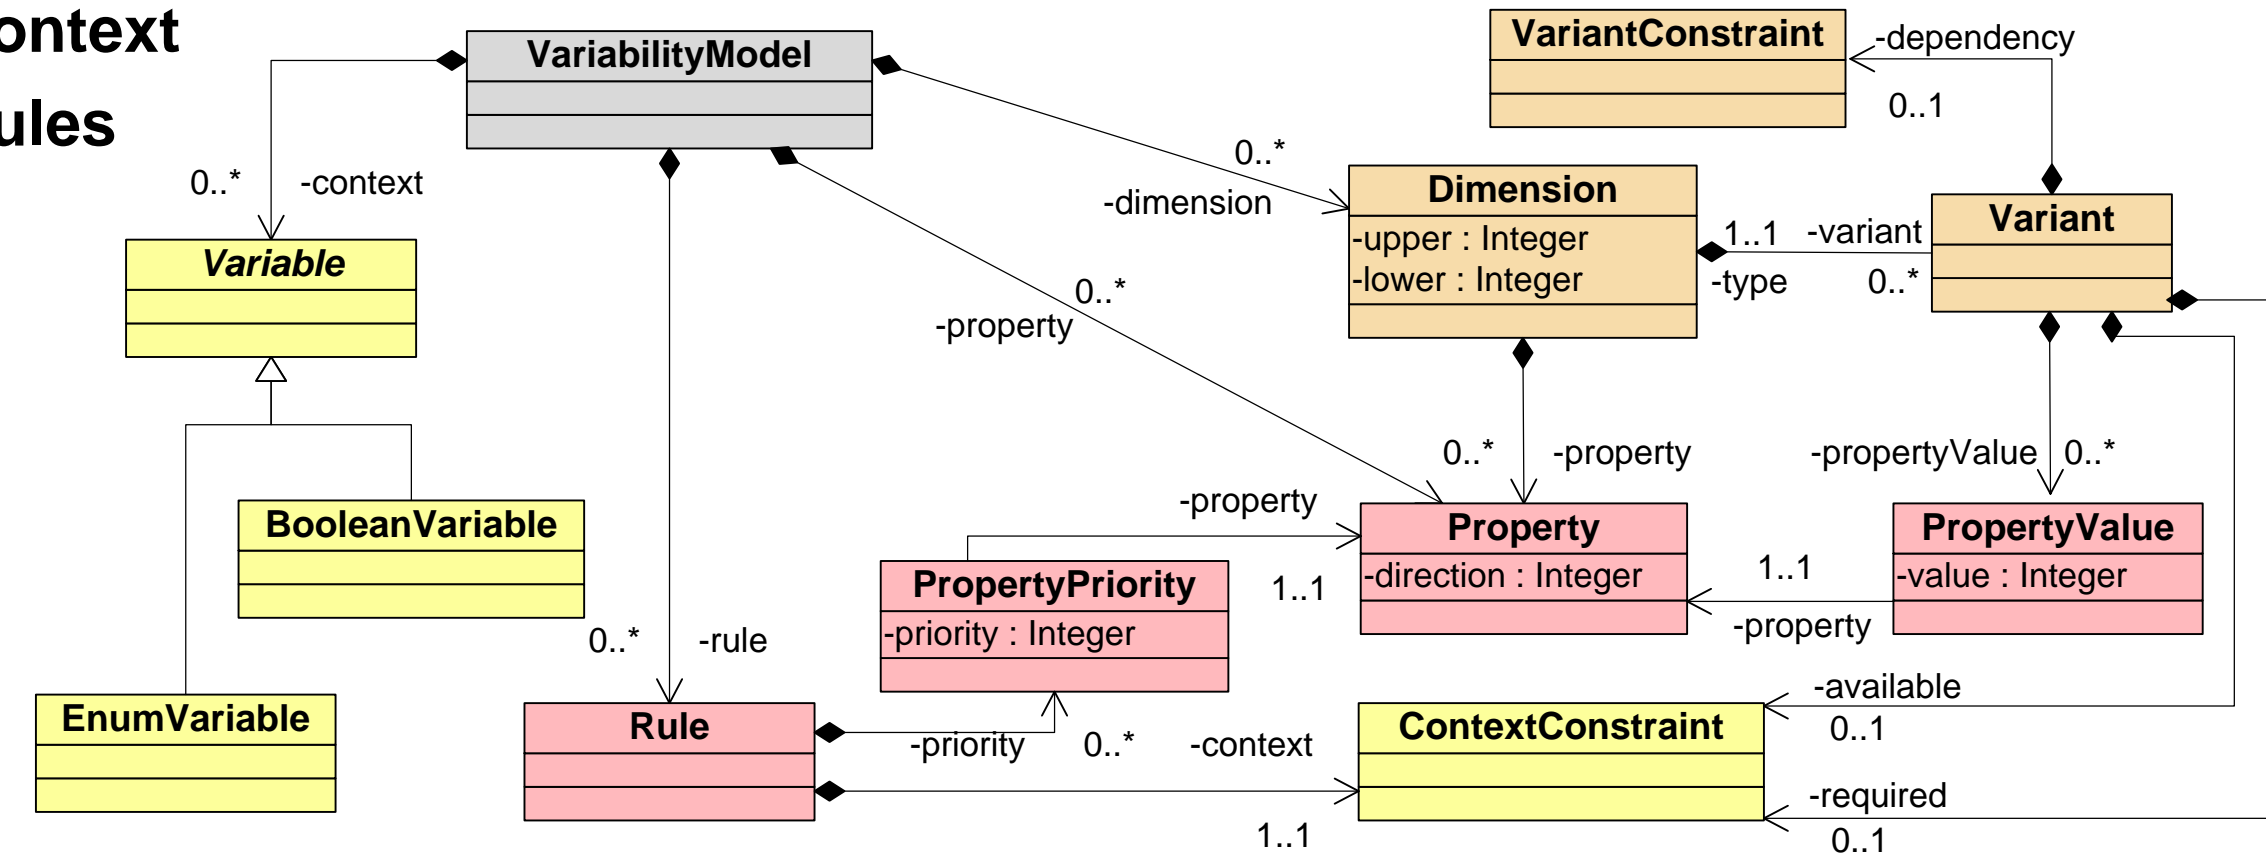 ontext
ules
VariabilityModel
0..*
-context
Variable
BooleanVariable
EnumVariable
0..*
-rule
Rule
-priority
0..*
PropertyPriority
-priority : Integer
-property
1..1
-context
1..1
0..*
-property
0..*
-dimension
Dimension
-upper : Integer
-lower : Integer
1..1
-variant
-type
0..*
VariantConstraint
-dependency
0..1
Variant
0..*
-property
-propertyValue
0..*
Property
-direction : Integer
1..1
-property
PropertyValue
-value : Integer
ContextConstraint
-available
0..1
-required
0..1